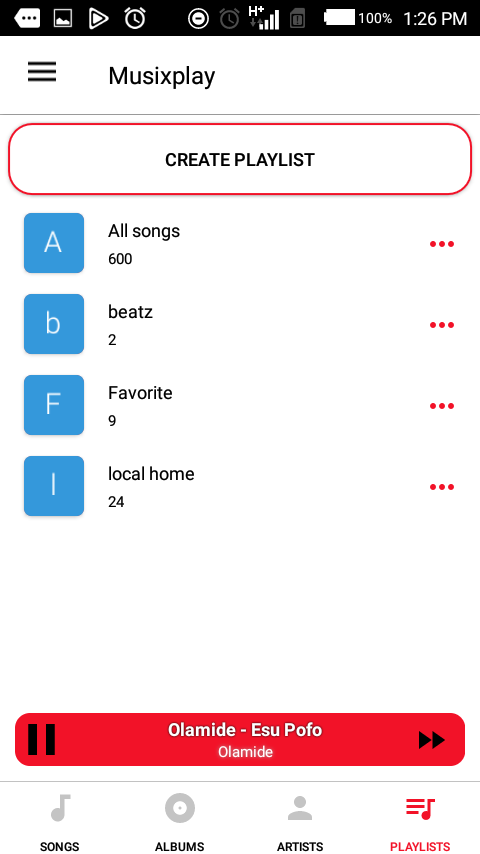 H+
100%
1:26 PM
Musixplay
CREATE PLAYLIST
A
All songs
600
b
beatz
2
F
Favorite
9
l
local home
24
Olamide - Esu Pofo
Olamide
SONGS
ALBUMS
ARTISTS
PLAYLISTS